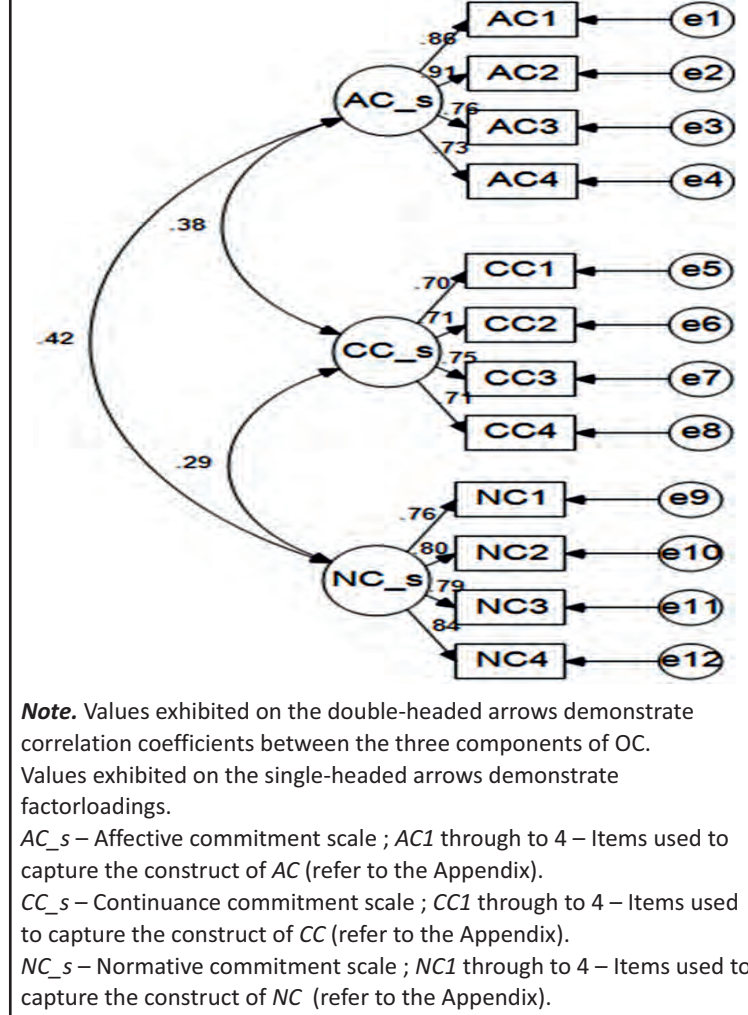 .86 AC1 e1
.91 AC2 e2
AC_s
.76 AC3 e3
.73 AC4 e4
.38
.70 CC1 e5
.71 CC2 e6
.42
CC_s
.75 CC3 e7
.71 CC4 e8
.29
.76 NC1 e9
.80 NC2 e10
NC_s
.79 NC3 e11
.84 NC4 e12
Note. Values exhibited on the double-headed arrows demonstrate
correlation coefficients between the three components of OC.
Values exhibited on the single-headed arrows demonstrate
factorloadings.
AC_s – Affective commitment scale ; AC1 through to 4 – Items used to
capture the construct of AC (refer to the Appendix).
CC_s – Continuance commitment scale ; CC1 through to 4 – Items used
to capture the construct of CC (refer to the Appendix).
NC_s – Normative commitment scale ; NC1 through to 4 – Items used to
capture the construct of NC (refer to the Appendix).